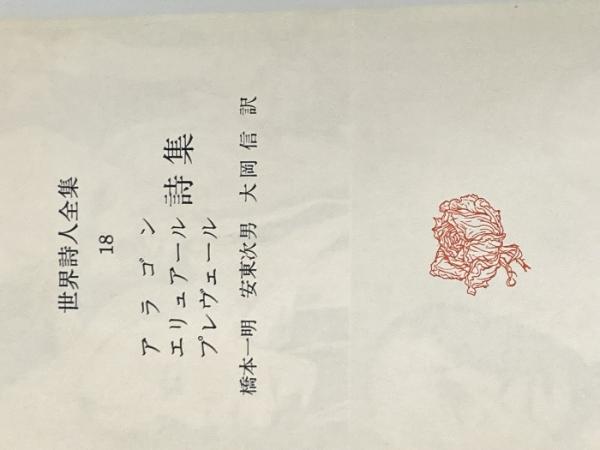 世界詩人全集
18
アラゴン
エリュアール詩集
プレヴェール
橋本一明 安東次男 大岡信 訳